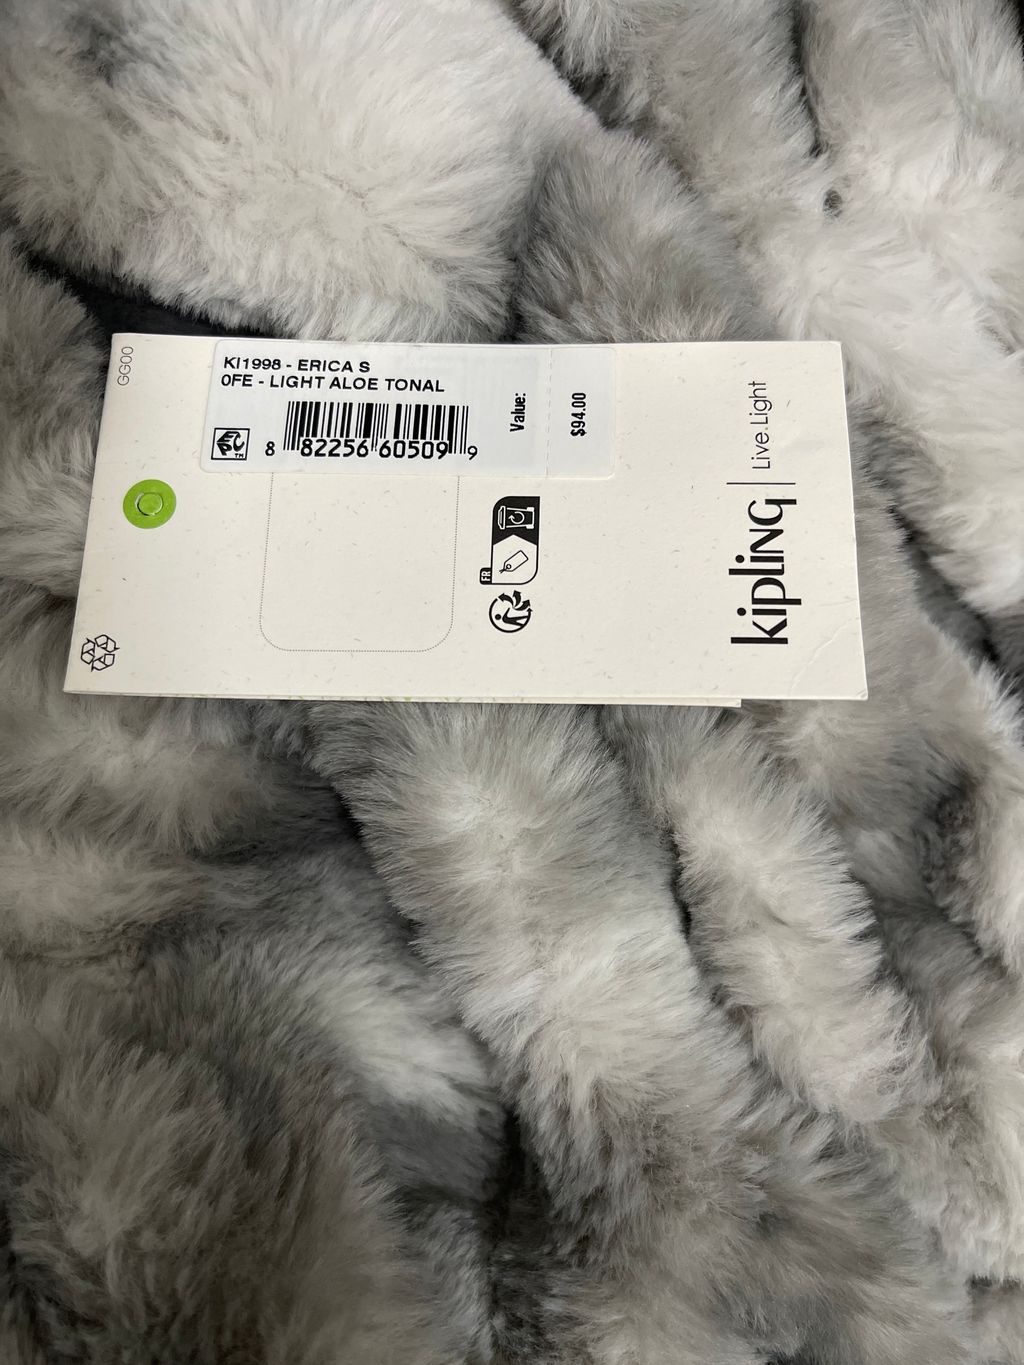 GG00
KI1998 - ERICA S
0FE - LIGHT ALOE TONAL
8 82256 60509 9
Value:
$94.00
FR
kipling | Live.Light